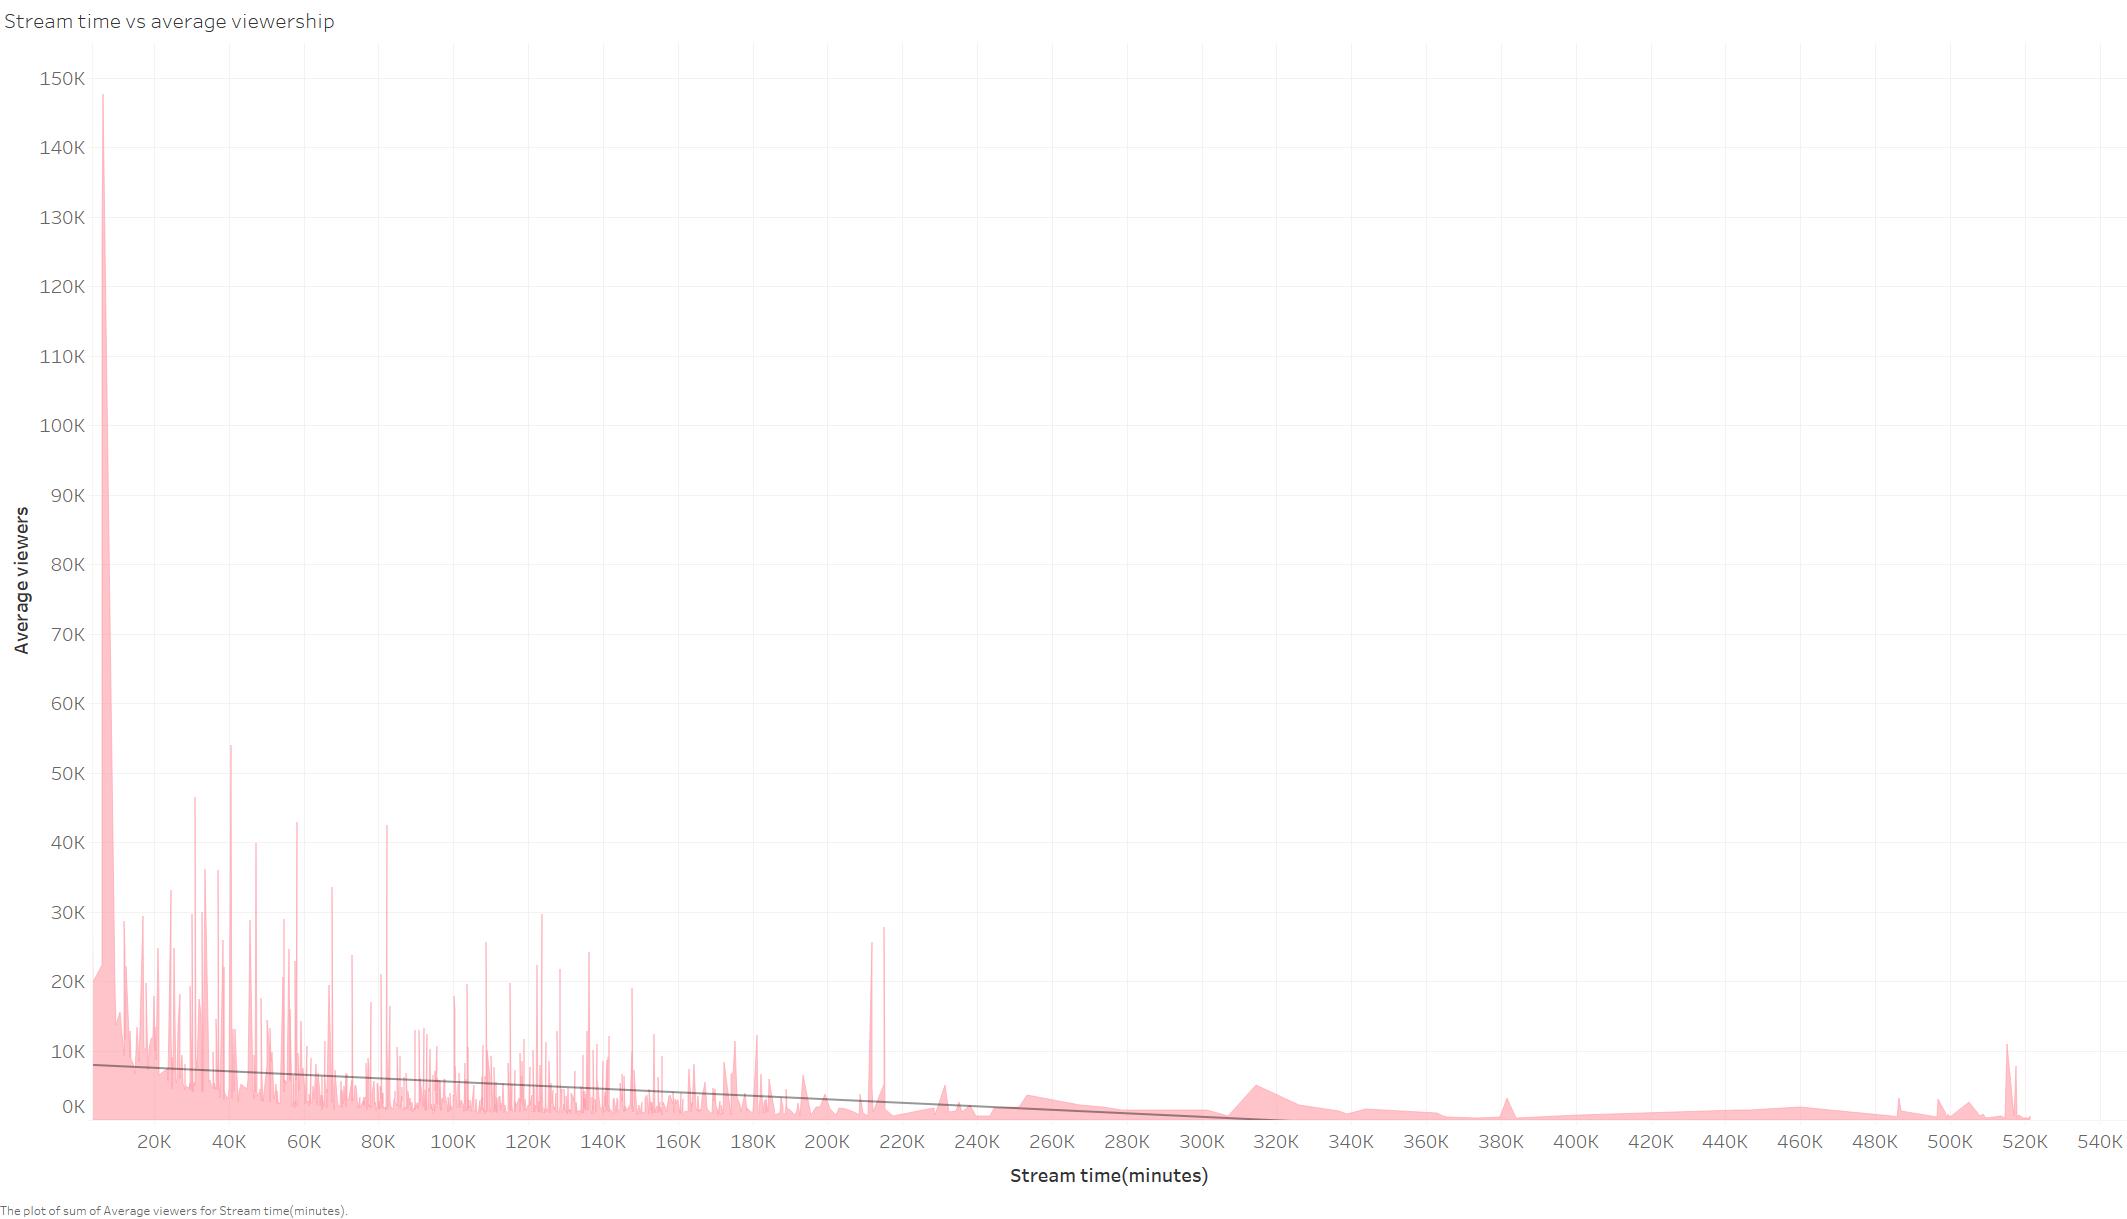 Stream time vs average viewership
150K
140K
130K
120K
110K
100K
90K
80K
70K
60K
50K
40K
30K
20K
10K
0K
Average viewers
20K 40K 60K 80K 100K 120K 140K 160K 180K 200K 220K 240K 260K 280K 300K 320K 340K 360K 380K 400K 420K 440K 460K 480K 500K 520K 540K
Stream time(minutes)
The plot of sum of Average viewers for Stream time(minutes).